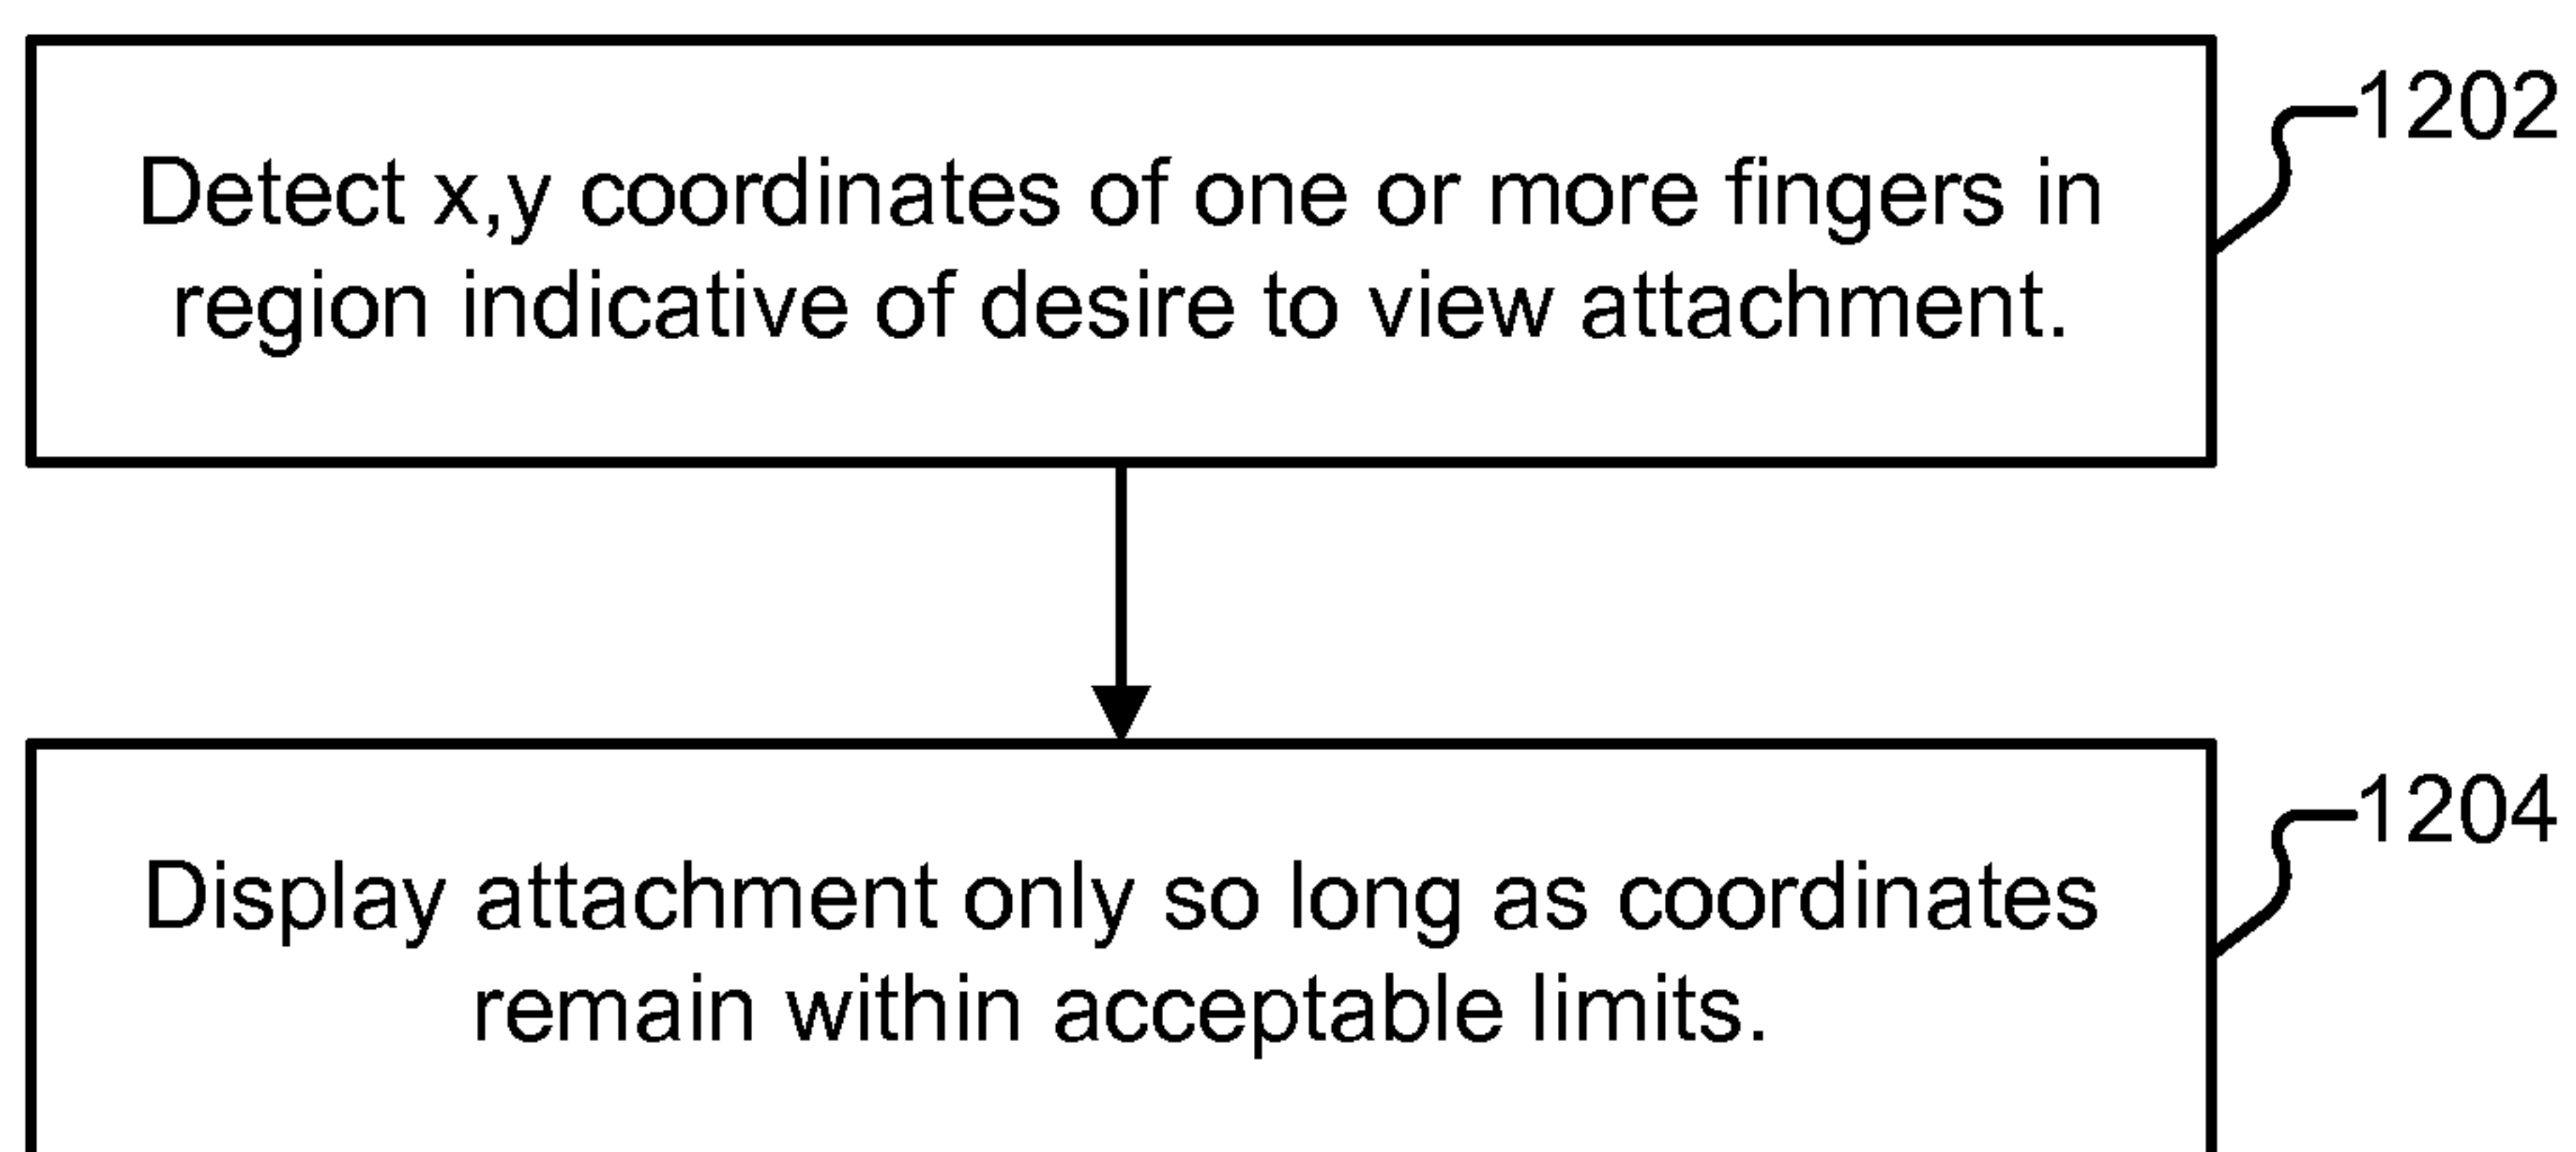 1202
Detect x,y coordinates of one or more fingers in
region indicative of desire to view attachment.
1204
Display attachment only so long as coordinates
remain within acceptable limits.